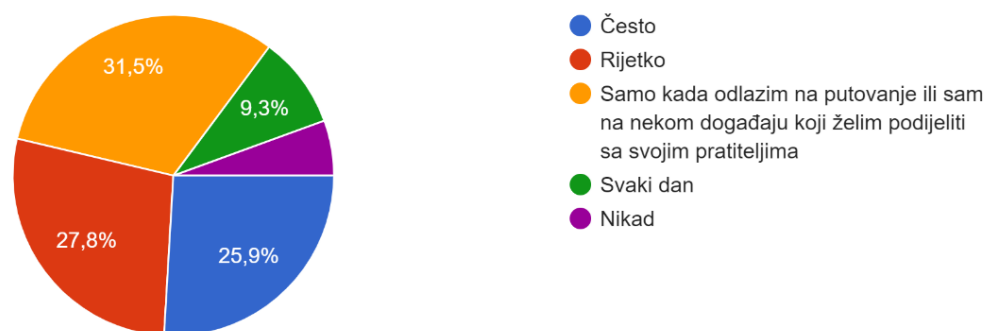 31,5%
9,3%
27,8%
25,9%
Često
Rijetko
Samo kada odlazim na putovanje ili sam
na nekom događaju koji želim podijeliti
sa svojim pratiteljima
Svaki dan
Nikad